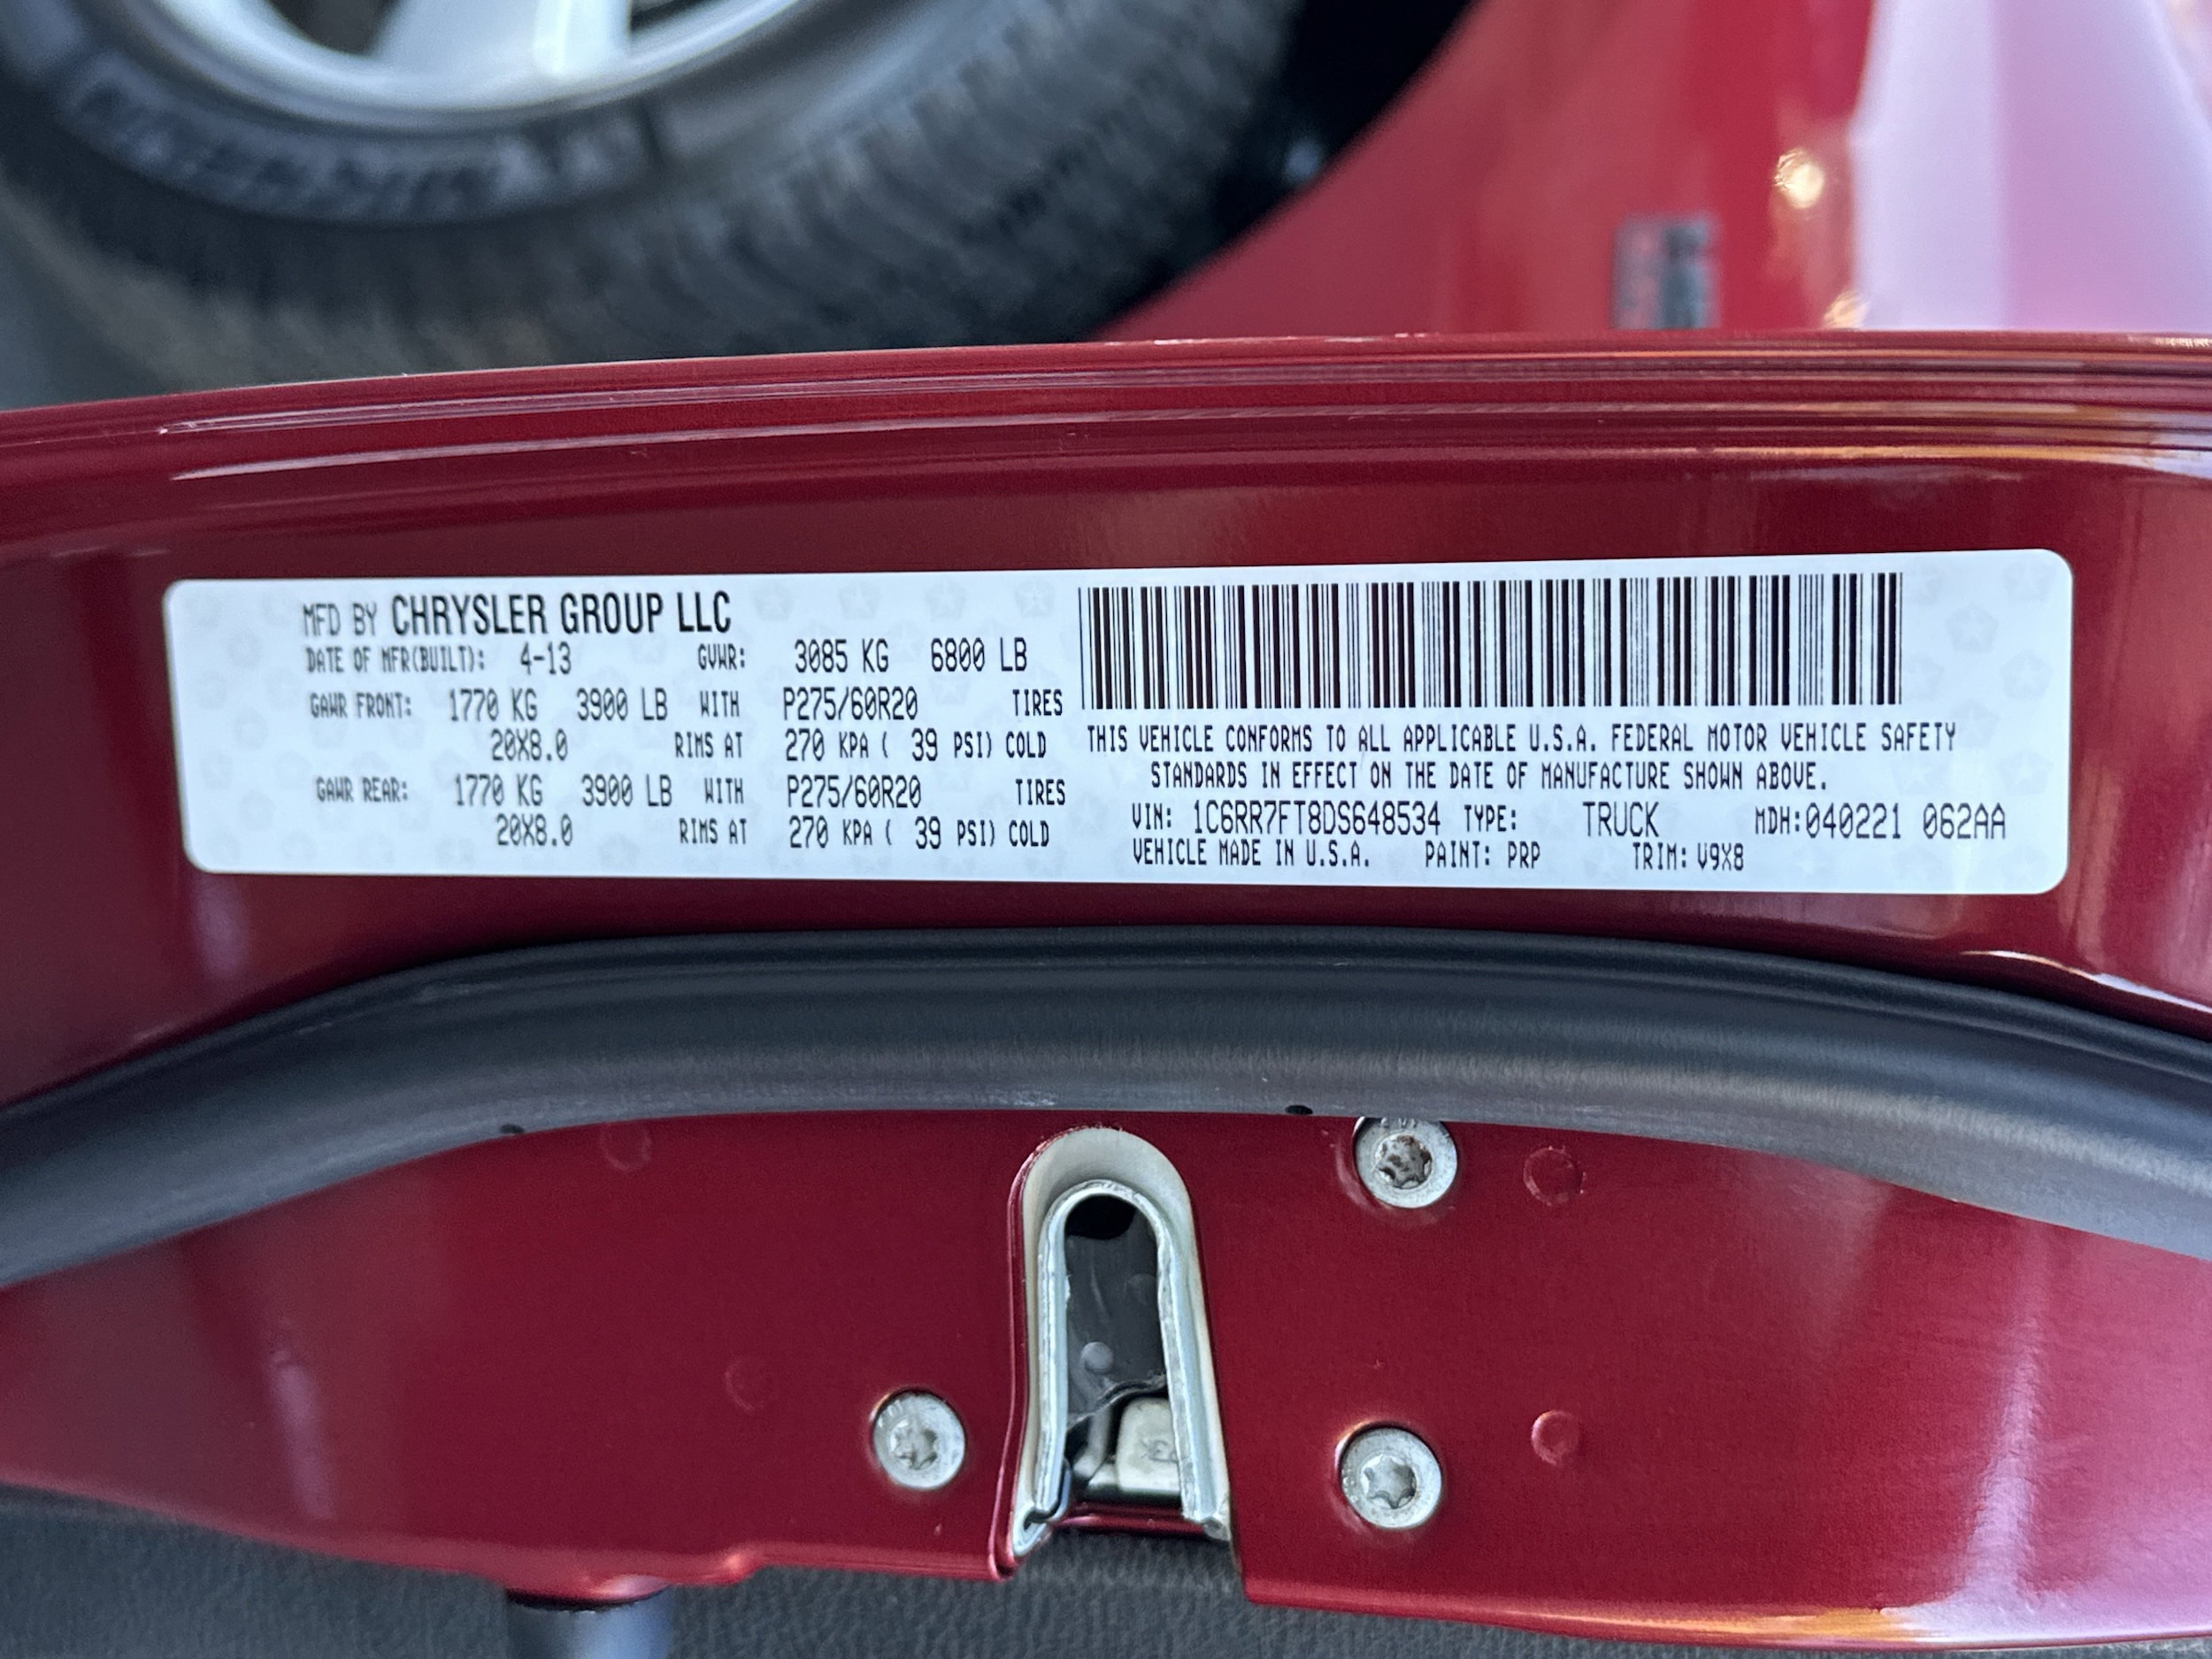 MFD BY CHRYSLER GROUP LLC
DATE OF MFR(BUILT): 4-13 GVWR: 3085 KG 6800 LB
GAWR FRONT: 1770 KG 3900 LB WITH P275/60R20 TIRES
20X8.0 RIMS AT 270 KPA ( 39 PSI) COLD
GAWR REAR: 1770 KG 3900 LB WITH P275/60R20 TIRES
20X8.0 RIMS AT 270 KPA ( 39 PSI) COLD
THIS VEHICLE CONFORMS TO ALL APPLICABLE U.S.A. FEDERAL MOTOR VEHICLE SAFETY
STANDARDS IN EFFECT ON THE DATE OF MANUFACTURE SHOWN ABOVE.
VIN: 1C6RR7FT8DS648534 TYPE: TRUCK MDH:040221 062AA
VEHICLE MADE IN U.S.A. PAINT: PRP TRIM: V9X8